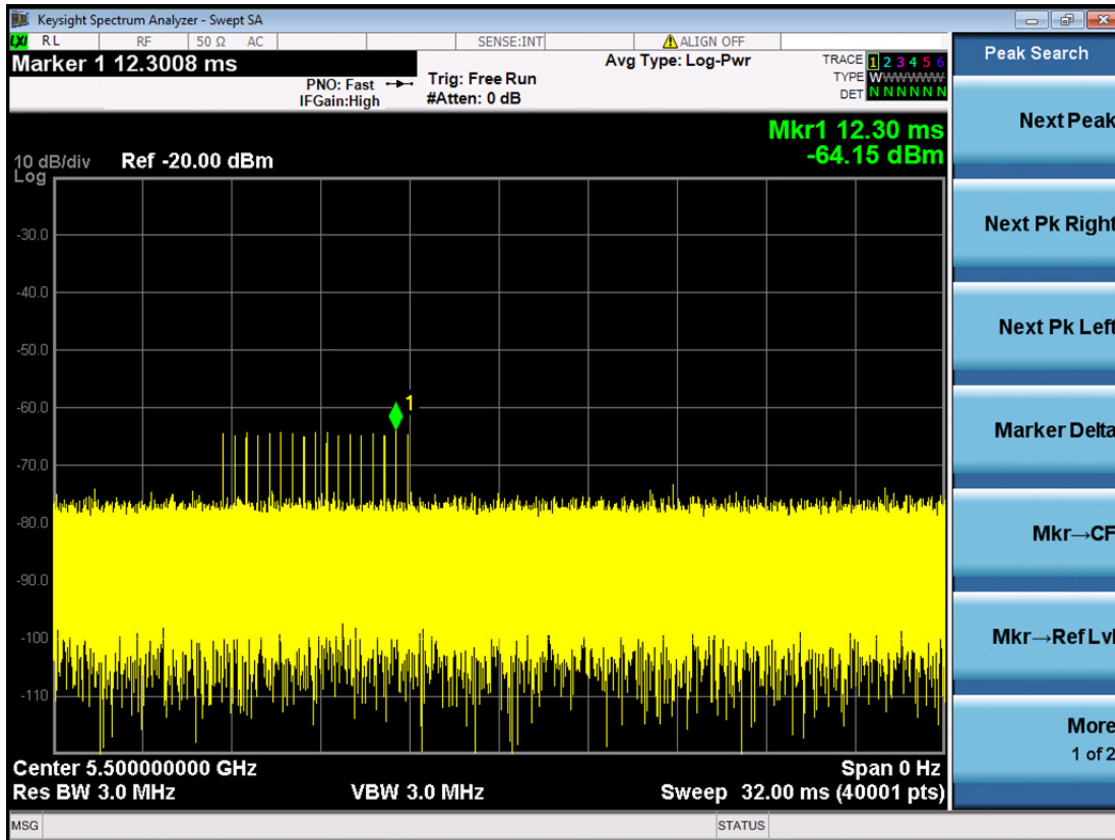 Keysight Spectrum Analyzer - Swept SA
LXI RL RF 50 Ω AC SENSE:INT ALIGN OFF
Marker 1 12.3008 ms
PNO: Fast
IFGain:High
Trig: Free Run
#Atten: 0 dB
Avg Type: Log-Pwr
TRACE 1 2 3 4 5 6
TYPE WWWWWWW
DET N N N N N N
Mkr1 12.30 ms
-64.15 dBm
10 dB/div Ref -20.00 dBm
Log
-30.0
-40.0
-50.0
-60.0
1
-70.0
-80.0
-90.0
-100
-110
Center 5.500000000 GHz Span 0 Hz
Res BW 3.0 MHz VBW 3.0 MHz Sweep 32.00 ms (40001 pts)
MSG STATUS
Peak Search
Next Peak
Next Pk Right
Next Pk Left
Marker Delta
Mkr→CF
Mkr→Ref Lvl
More
1 of 2